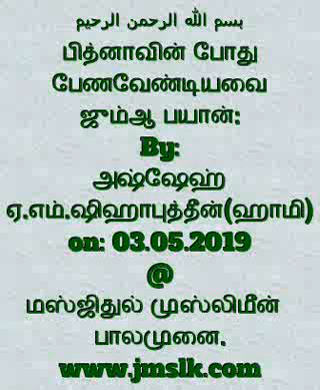 بسم الله الرحمن الرحيم
பித்னாவின் போது
பேணவேண்டியவை
ஜும்ஆ பயான்:
By:
அஷ்ஷேஹ்
ஏ.எம்.ஷிஹாபுத்தீன்(ஹாமி)
on: 03.05.2019
@
மஸ்ஜிதுல் முஸ்லிமீன்
பாலமுனை.
www.jmslk.com